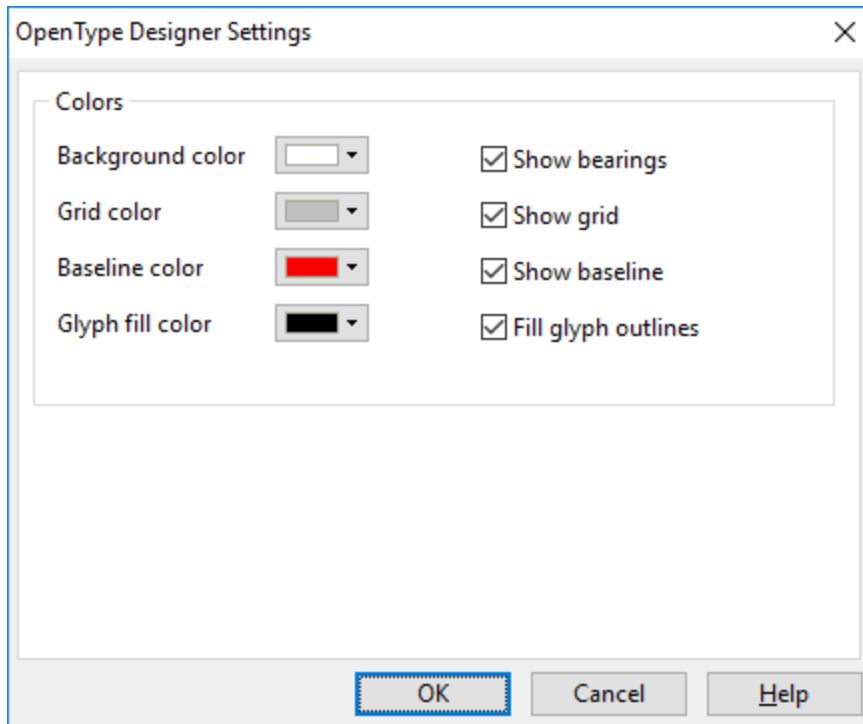 OpenType Designer Settings
Colors
Background color
Show bearings
Grid color
Show grid
Baseline color
Show baseline
Glyph fill color
Fill glyph outlines
OK
Cancel
Help